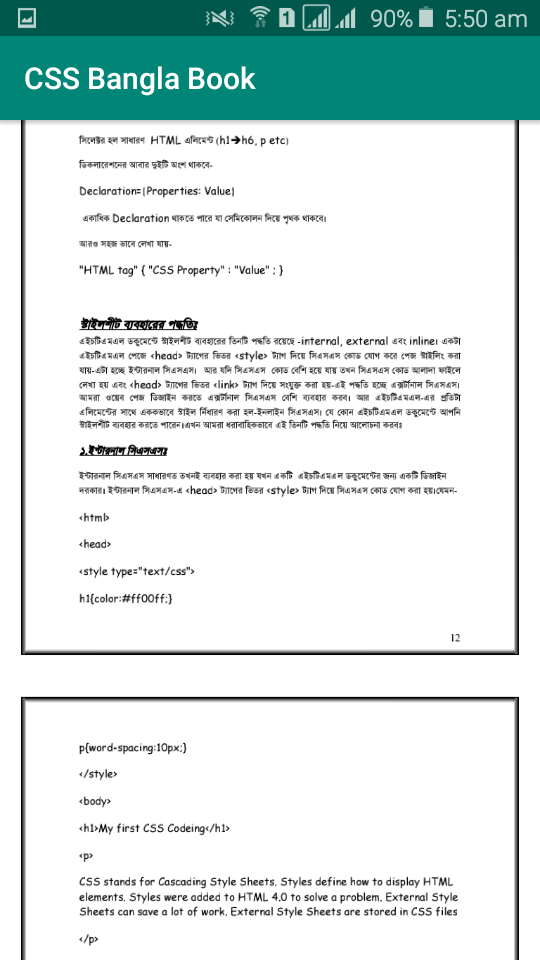 90% 5:50 am
CSS Bangla Book
সিলেক্টর হল সাধারণ HTML এলিমেন্ট (h1➔h6, p etc)
ডিকলারেশনের আবার দুইটি অংশ থাকবে-
Declaration={Properties: Value}
একাধিক Declaration থাকতে পারে যা সেমিকোলন দিয়ে পৃথক থাকবে।
আরও সহজ ভাবে লেখা যায়-
"HTML tag" { "CSS Property" : "Value" ; }
স্টাইলশীট ব্যবহারের পদ্ধতিঃ
এইচটিএমএল ডকুমেন্টে স্টাইলশীট ব্যবহারের তিনটি পদ্ধতি রয়েছে -internal, external এবং inline। একটা
এইচটিএমএল পেজে <head> ট্যাগের ভিতর <style> ট্যাগ দিয়ে সিএসএস কোড যোগ করে পেজ স্টাইলিং করা
যায়-এটা হচ্ছে ইন্টারনাল সিএসএস। আর যদি সিএসএস কোড বেশি হয়ে যায় তখন সিএসএস কোড আলাদা ফাইলে
লেখা হয় এবং <head> ট্যাগের ভিতর <link> ট্যাগ দিয়ে সংযুক্ত করা হয়-এই পদ্ধতি হচ্ছে এক্সর্টানাল সিএসএস।
আমরা ওয়েব পেজ ডিজাইন করতে এক্সর্টানাল সিএসএস বেশি ব্যবহার করব। আর এইচটিএমএল-এর প্রতিটা
এলিমেন্টের সাথে এককভাবে স্টাইল র্নিধারণ করা হল-ইনলাইন সিএসএস। যে কোন এইচটিএমএল ডকুমেন্টে আপনি
স্টাইলশীট ব্যবহার করতে পারেন।এখন আমরা ধরাবাহিকভাবে এই তিনটি পদ্ধতি নিয়ে আলোচনা করবঃ
১.ইন্টারনাল সিএসএসঃ
ইন্টারনাল সিএসএস সাধারণত তখনই ব্যবহার করা হয় যখন একটি এইচটিএমএল ডকুমেন্টের জন্য একটি ডিজাইন
দরকার। ইন্টারনাল সিএসএস-এ <head> ট্যাগের ভিতর <style> ট্যাগ দিয়ে সিএসএস কোড যোগ করা হয়।যেমন-
<html>
<head>
<style type="text/css">
h1{color:#ff00ff;}
12
p{word-spacing:10px;}
</style>
<body>
<h1>My first CSS Codeing</h1>
<p>
CSS stands for Cascading Style Sheets. Styles define how to display HTML
elements. Styles were added to HTML 4.0 to solve a problem. External Style
Sheets can save a lot of work. External Style Sheets are stored in CSS files
</p>